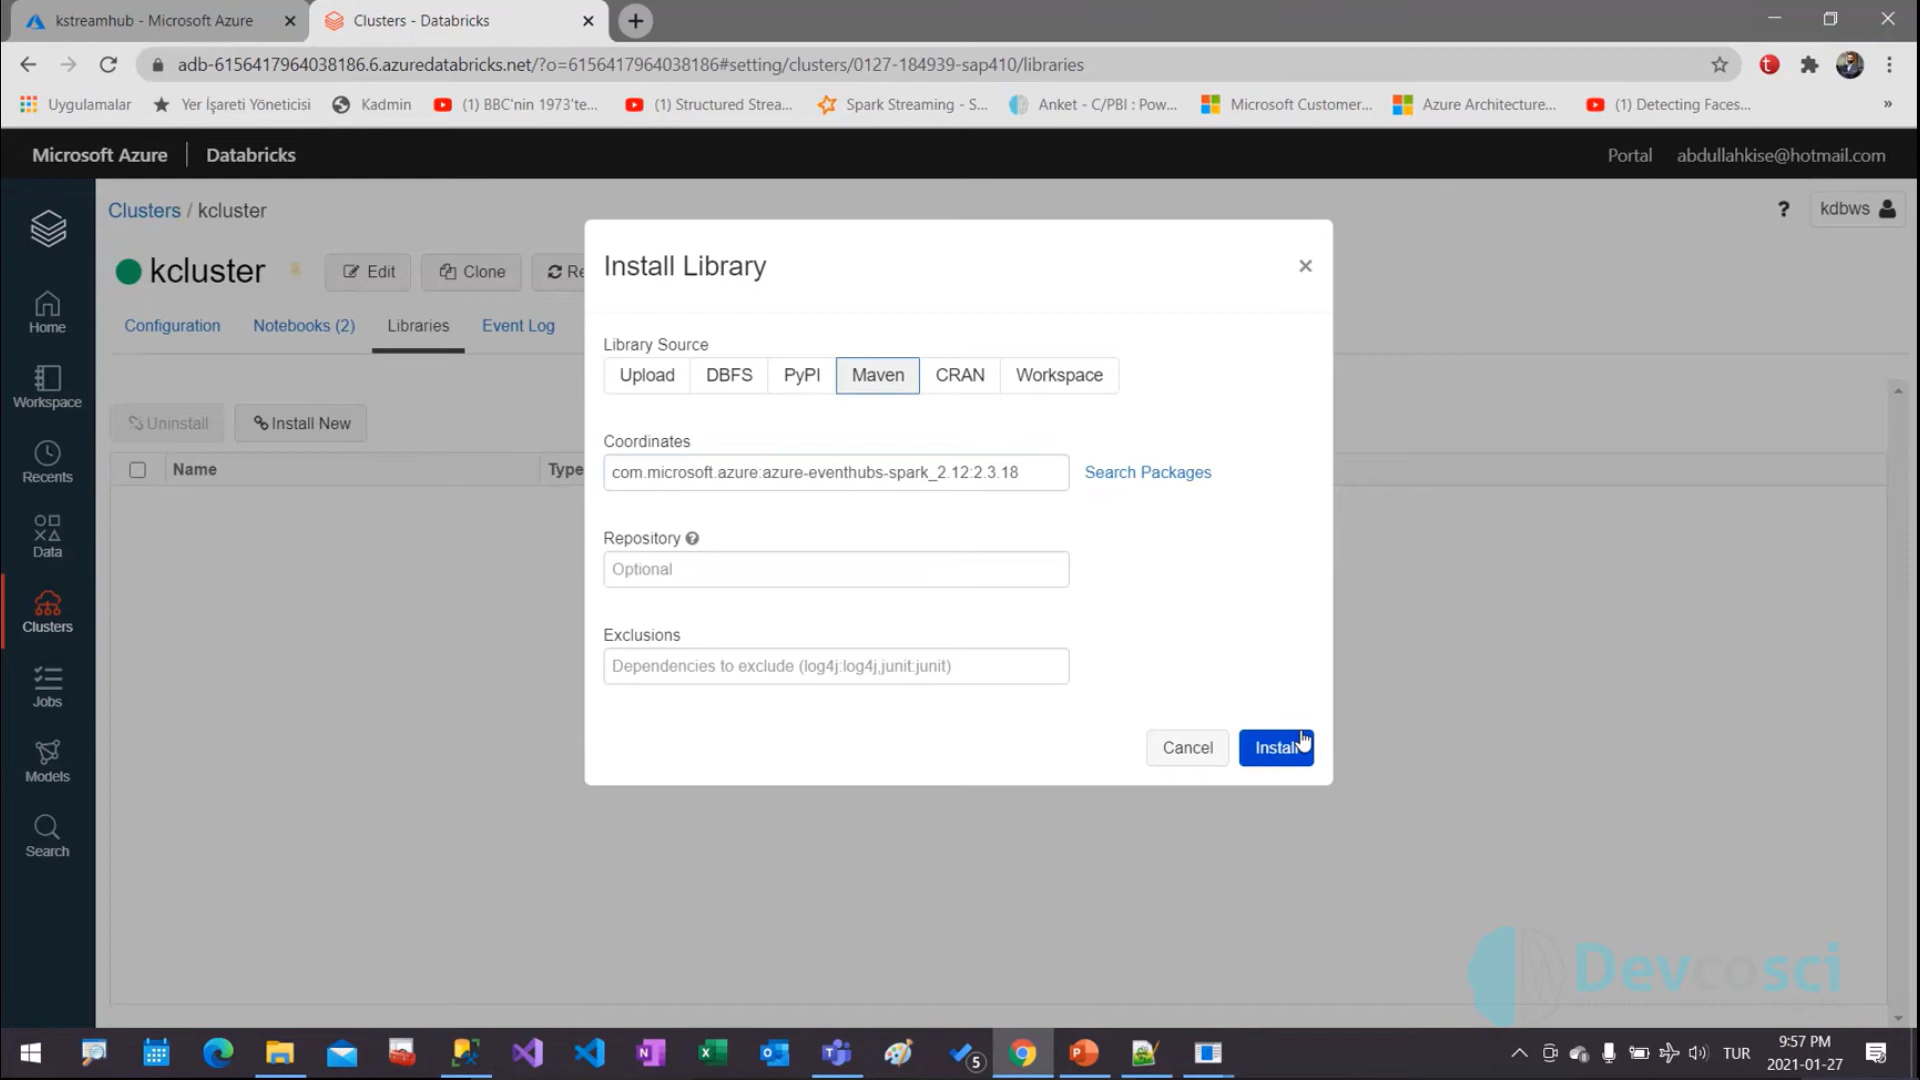 kstreamhub - Microsoft Azure
Clusters - Databricks
adb-6156417964038186.6.azuredatabricks.net/?o=6156417964038186#setting/clusters/0127-184939-sap410/libraries
Uygulamalar
Yer İşareti Yöneticisi
Kadmin
(1) BBC'nin 1973'te...
(1) Structured Strea...
Spark Streaming - S...
Anket - C/PBI : Pow...
Microsoft Customer...
Azure Architecture...
(1) Detecting Faces...
Microsoft Azure
Databricks
Portal
abdullahkise@hotmail.com
Clusters / kcluster
? kdbws
kcluster
Edit
Clone
Re
Configuration
Notebooks (2)
Libraries
Event Log
Uninstall
Install New
Name
Type
Home
Workspace
Recents
Data
Clusters
Jobs
Models
Search
Install Library
Library Source
Upload
DBFS
PyPI
Maven
CRAN
Workspace
Coordinates
com.microsoft.azure:azure-eventhubs-spark_2.12:2.3.18
Search Packages
Repository
Optional
Exclusions
Dependencies to exclude (log4j:log4j,junit:junit)
Cancel
Install
Devcosci
5
TUR
9:57 PM
2021-01-27